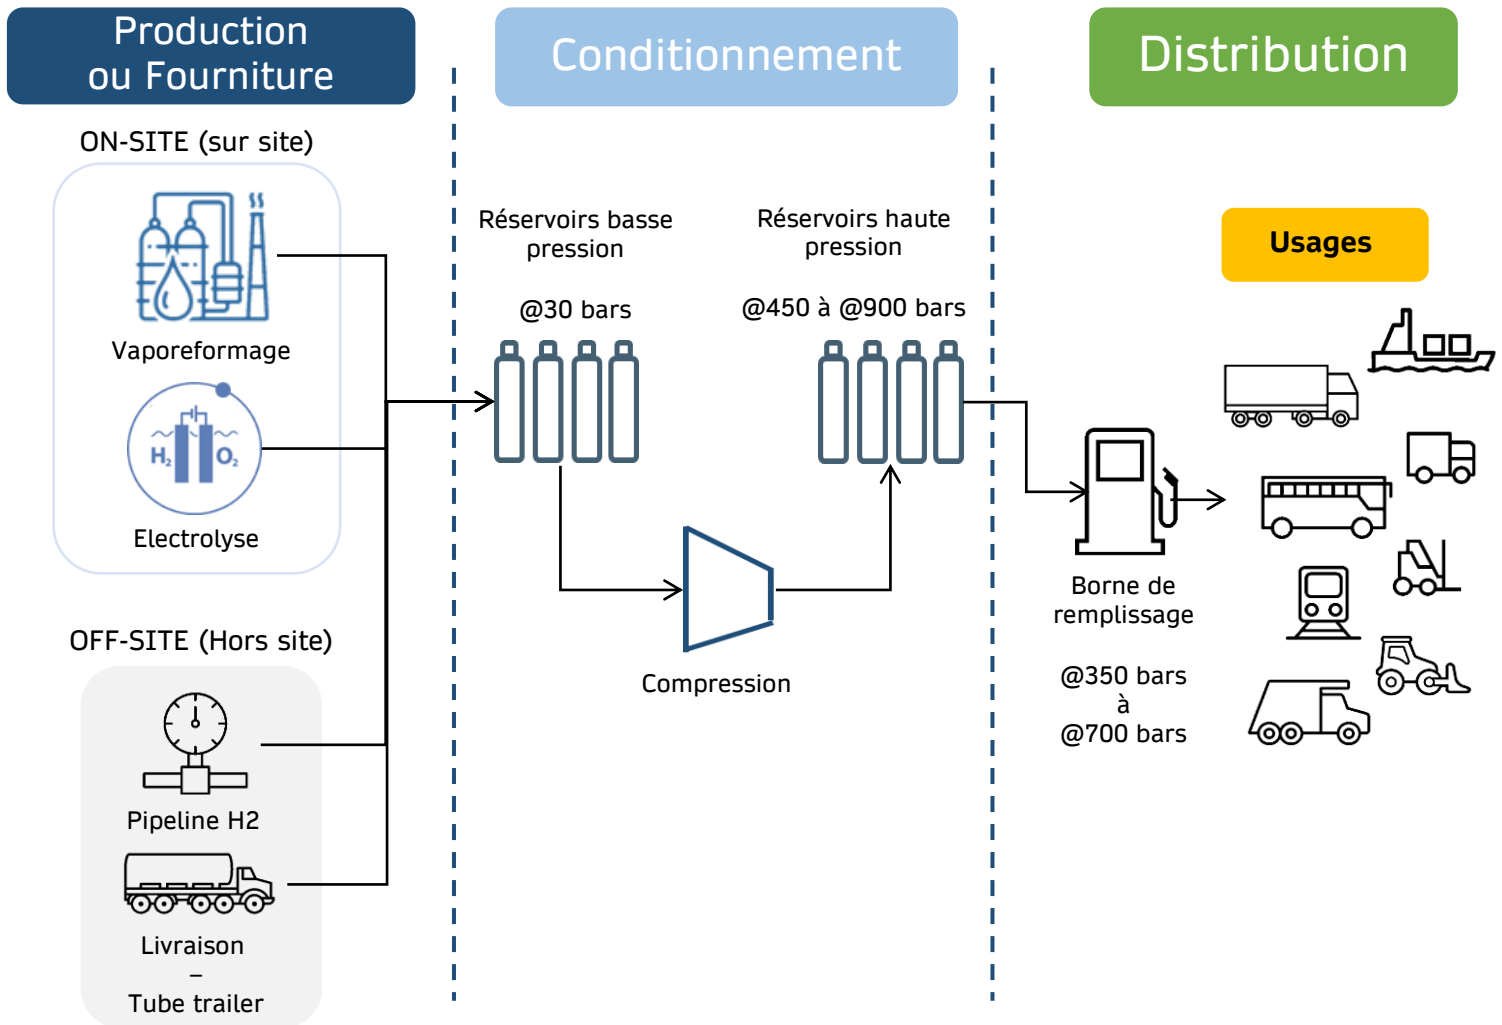 Production
ou Fourniture
Conditionnement
Distribution
ON-SITE (sur site)
Vaporeformage
H₂ O₂
Electrolyse
OFF-SITE (Hors site)
Pipeline H2
Livraison
–
Tube trailer
Réservoirs basse
pression
@30 bars
Réservoirs haute
pression
@450 à @900 bars
Compression
Usages
Borne de
remplissage
@350 bars
à
@700 bars